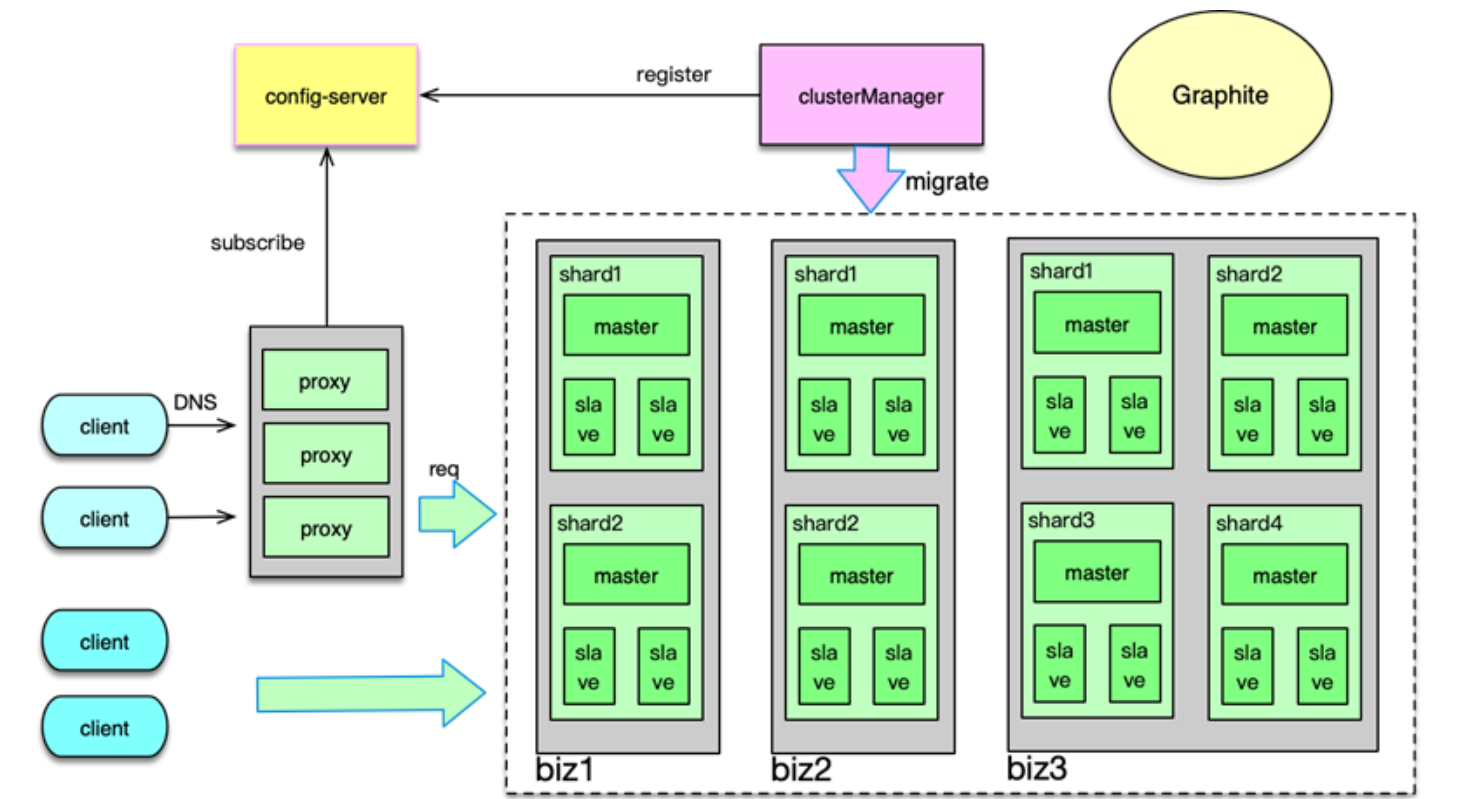 config-server
register
clusterManager
Graphite
migrate
subscribe
proxy
proxy
proxy
DNS
client
client
req
client
client
shard1
master
sla
ve
sla
ve
shard2
master
sla
ve
sla
ve
biz1
shard1
master
sla
ve
sla
ve
shard2
master
sla
ve
sla
ve
biz2
shard1
master
sla
ve
sla
ve
shard2
master
sla
ve
sla
ve
shard3
master
sla
ve
sla
ve
shard4
master
sla
ve
sla
ve
biz3